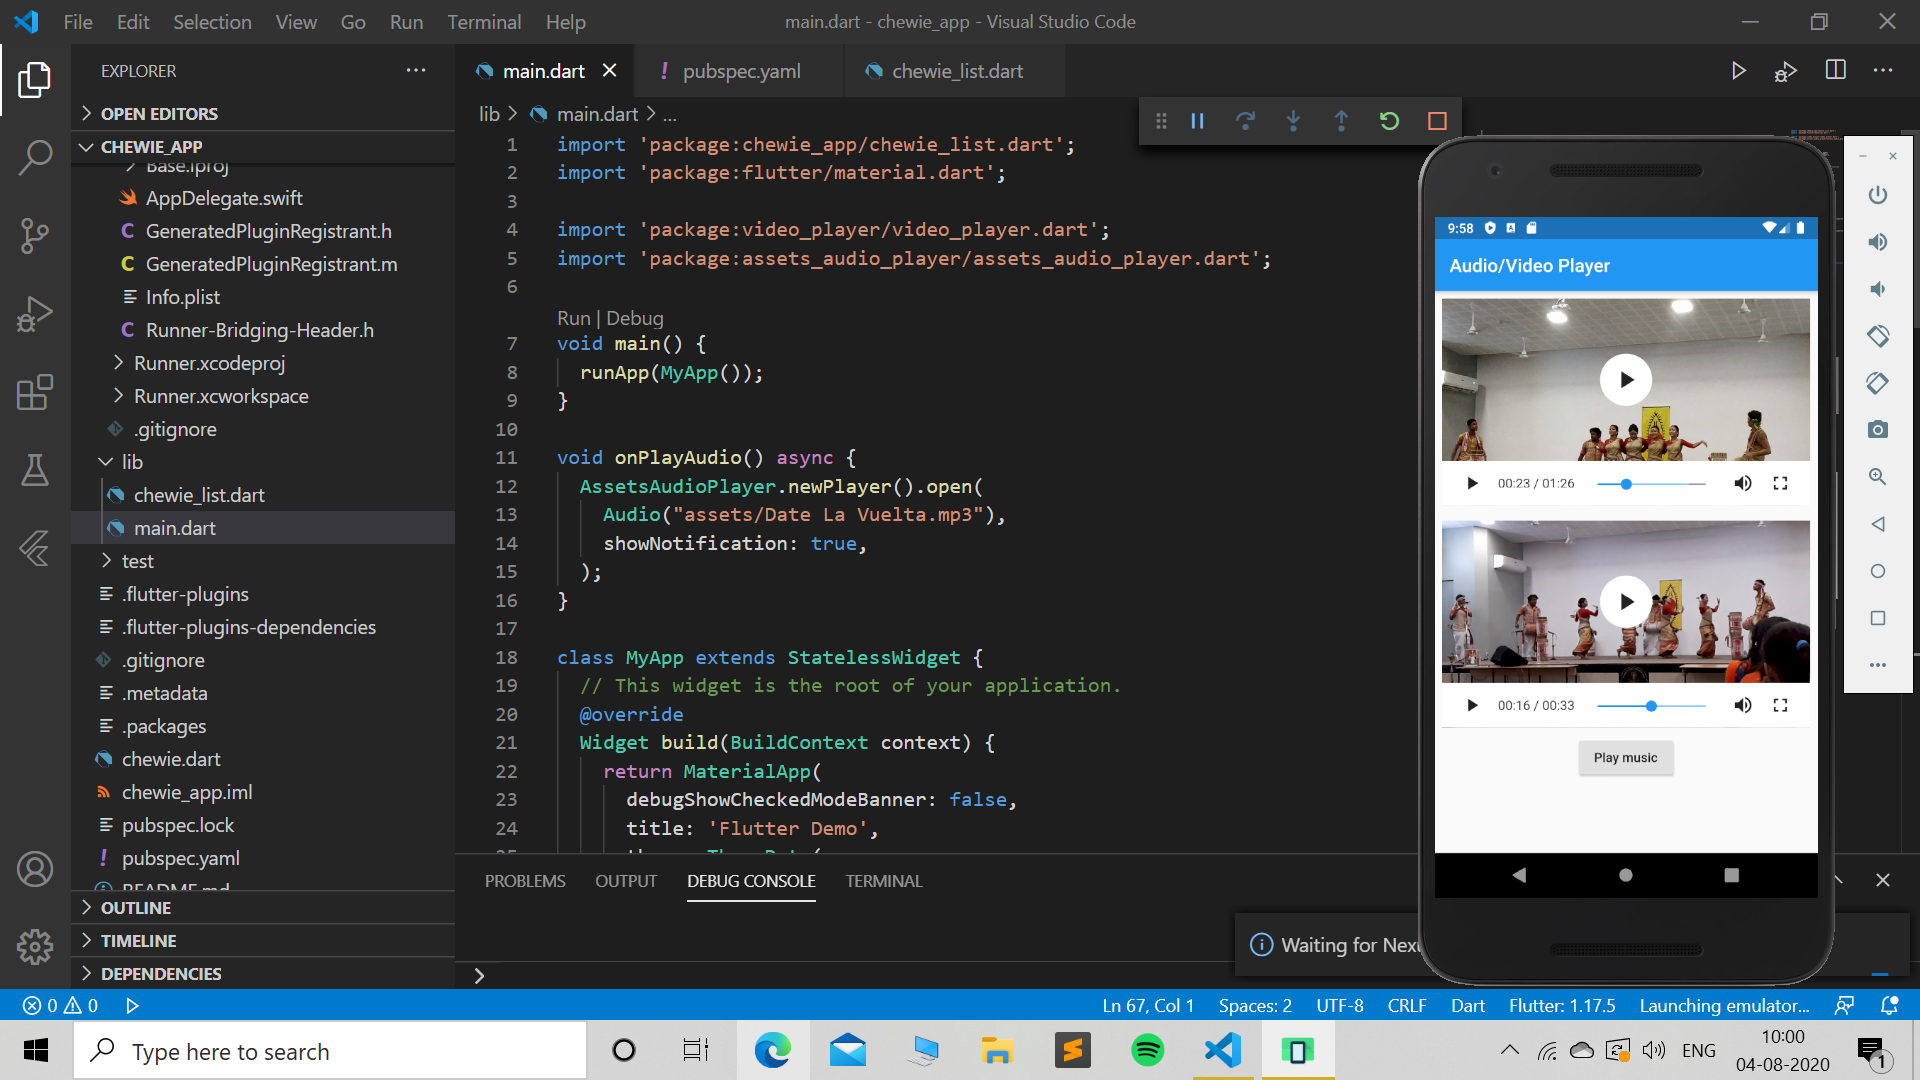 File Edit Selection View Go Run Terminal Help
main.dart - chewie_app - Visual Studio Code
EXPLORER
OPEN EDITORS
CHEWIE_APP
Base.lproj
AppDelegate.swift
C GeneratedPluginRegistrant.h
C GeneratedPluginRegistrant.m
Info.plist
C Runner-Bridging-Header.h
Runner.xcodeproj
Runner.xcworkspace
.gitignore
lib
chewie_list.dart
main.dart
test
.flutter-plugins
.flutter-plugins-dependencies
.gitignore
.metadata
.packages
chewie.dart
chewie_app.iml
pubspec.lock
! pubspec.yaml
README.md
OUTLINE
TIMELINE
DEPENDENCIES
main.dart
! pubspec.yaml
chewie_list.dart
lib > main.dart > ...
1 import 'package:chewie_app/chewie_list.dart';
2 import 'package:flutter/material.dart';
3
4 import 'package:video_player/video_player.dart';
5 import 'package:assets_audio_player/assets_audio_player.dart';
6
Run | Debug
7 void main() {
8 runApp(MyApp());
9 }
10
11 void onPlayAudio() async {
12 AssetsAudioPlayer.newPlayer().open(
13 Audio("assets/Date La Vuelta.mp3"),
14 showNotification: true,
15 );
16 }
17
18 class MyApp extends StatelessWidget {
19 // This widget is the root of your application.
20 @override
21 Widget build(BuildContext context) {
22 return MaterialApp(
23 debugShowCheckedModeBanner: false,
24 title: 'Flutter Demo',
PROBLEMS OUTPUT DEBUG CONSOLE TERMINAL
Waiting for
9:58
Audio/Video Player
00:23 / 01:26
00:16 / 00:33
Play music
0 0
Ln 67, Col 1 Spaces: 2 UTF-8 CRLF Dart Flutter: 1.17.5 Launching emulator...
Type here to search
ENG
10:00
04-08-2020
1